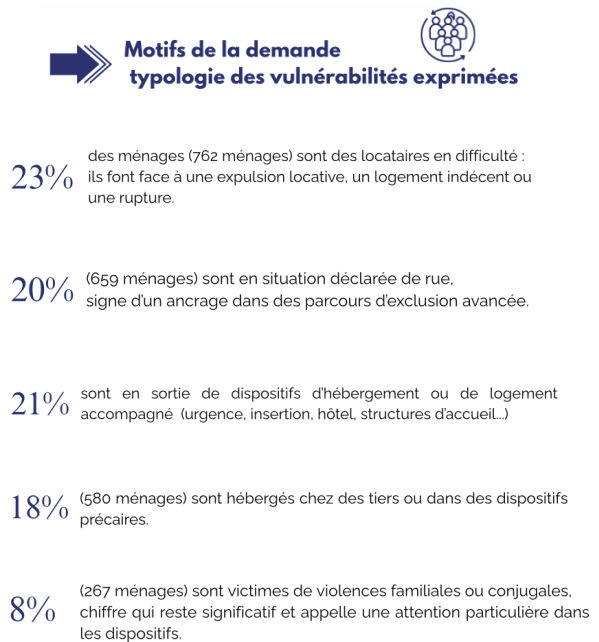 Motifs de la demande
typologie des vulnérabilités exprimées
23%
des ménages (762 ménages) sont des locataires en difficulté :
ils font face à une expulsion locative, un logement indécent ou
une rupture.
20%
(659 ménages) sont en situation déclarée de rue,
signe d'un ancrage dans des parcours d'exclusion avancée.
21%
sont en sortie de dispositifs d'hébergement ou de logement
accompagné (urgence, insertion, hôtel, structures d'accueil...)
18%
(580 ménages) sont hébergés chez des tiers ou dans des dispositifs
précaires.
8%
(267 ménages) sont victimes de violences familiales ou conjugales,
chiffre qui reste significatif et appelle une attention particulière dans
les dispositifs.